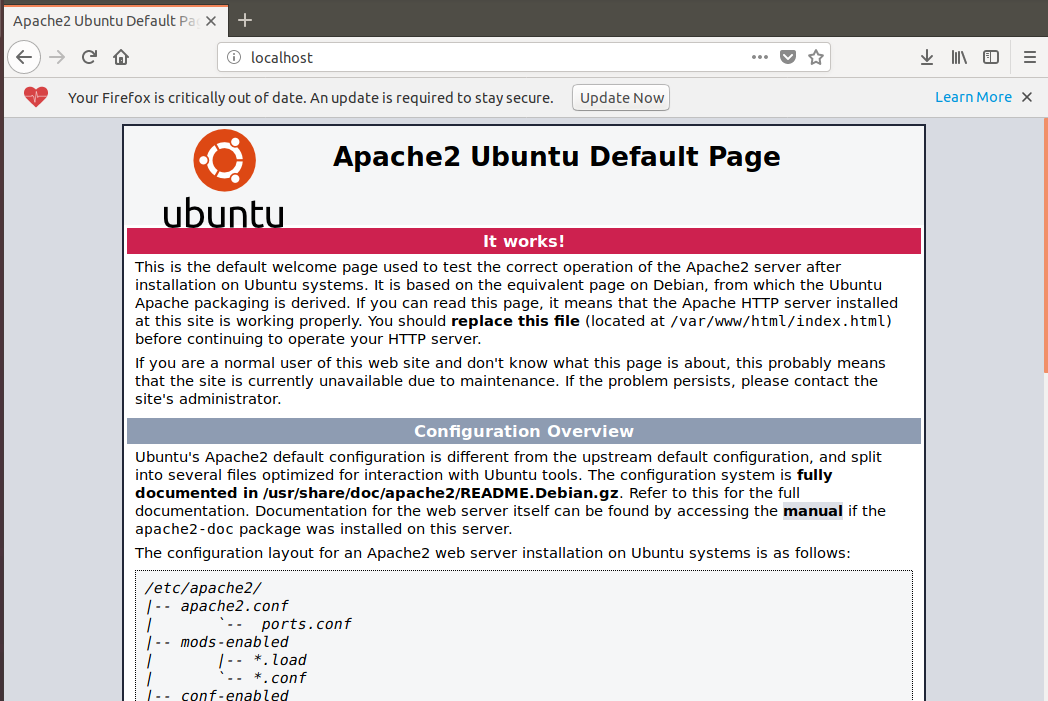 Apache2 Ubuntu Default Pa
localhost
Your Firefox is critically out of date. An update is required to stay secure.
Update Now
Learn More
ubuntu
Apache2 Ubuntu Default Page
It works!
This is the default welcome page used to test the correct operation of the Apache2 server after
installation on Ubuntu systems. It is based on the equivalent page on Debian, from which the Ubuntu
Apache packaging is derived. If you can read this page, it means that the Apache HTTP server installed
at this site is working properly. You should replace this file (located at /var/www/html/index.html)
before continuing to operate your HTTP server.
If you are a normal user of this web site and don't know what this page is about, this probably means
that the site is currently unavailable due to maintenance. If the problem persists, please contact the
site's administrator.
Configuration Overview
Ubuntu's Apache2 default configuration is different from the upstream default configuration, and split
into several files optimized for interaction with Ubuntu tools. The configuration system is fully
documented in /usr/share/doc/apache2/README.Debian.gz. Refer to this for the full
documentation. Documentation for the web server itself can be found by accessing the manual if the
apache2-doc package was installed on this server.
The configuration layout for an Apache2 web server installation on Ubuntu systems is as follows:
/etc/apache2/
|-- apache2.conf
|       `--  ports.conf
|-- mods-enabled
|       |-- *.load
|       `-- *.conf
|-- conf-enabled